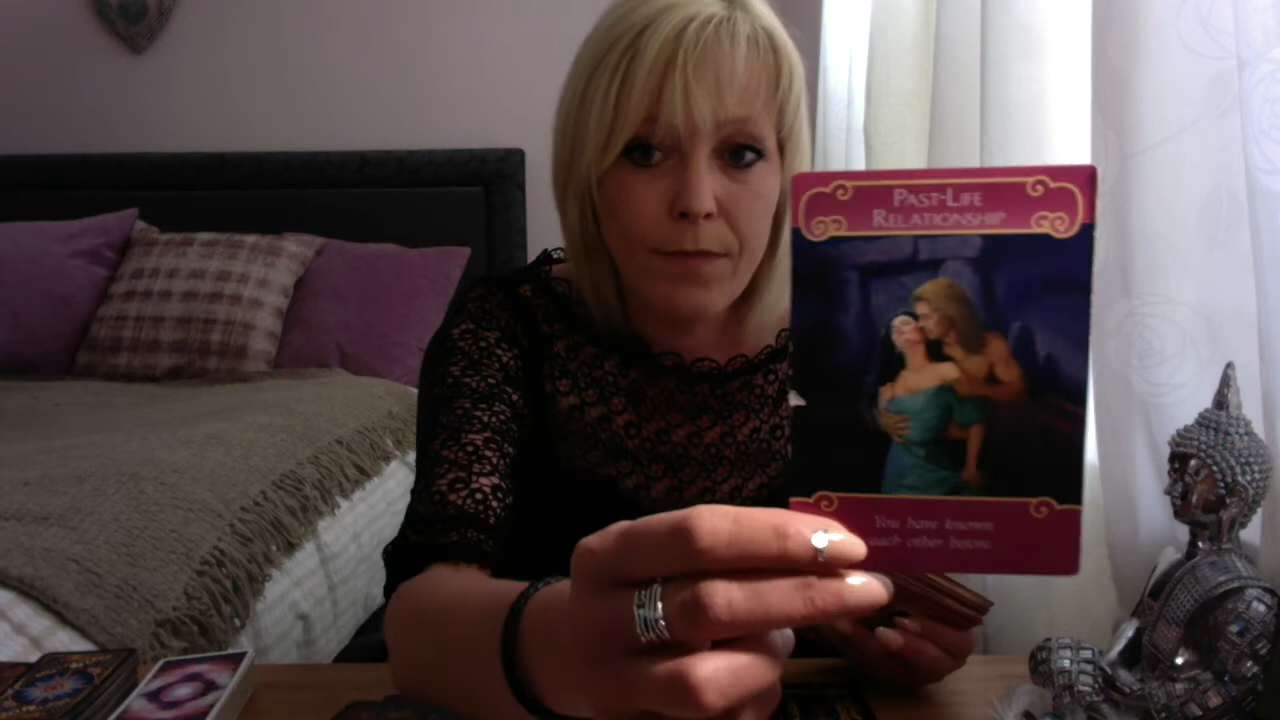 PAST-LIFE
RELATIONSHIP
You have known
each other before.